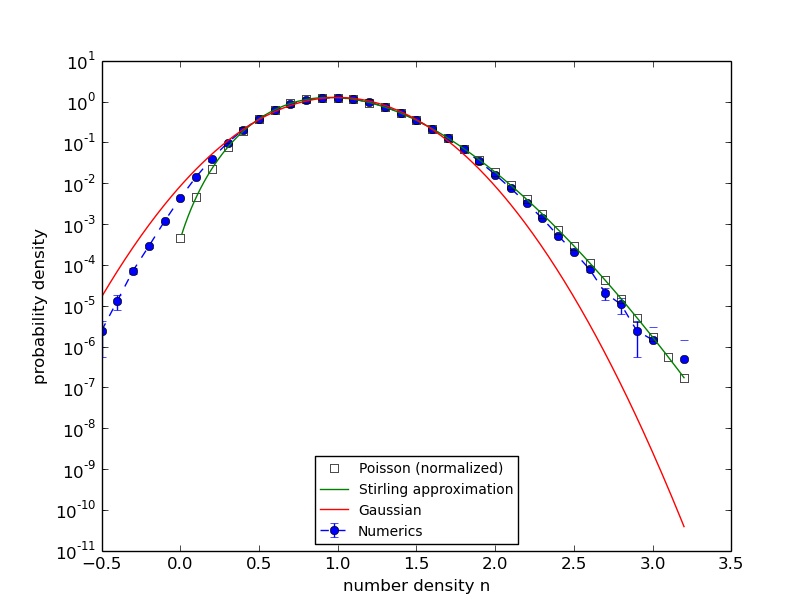 10^1
10^0
10^-1
10^-2
10^-3
10^-4
10^-5
10^-6
10^-7
10^-8
10^-9
10^-10
10^-11
probability density
Poisson (normalized)
Stirling approximation
Gaussian
Numerics
−0.5 0.0 0.5 1.0 1.5 2.0 2.5 3.0 3.5
number density n